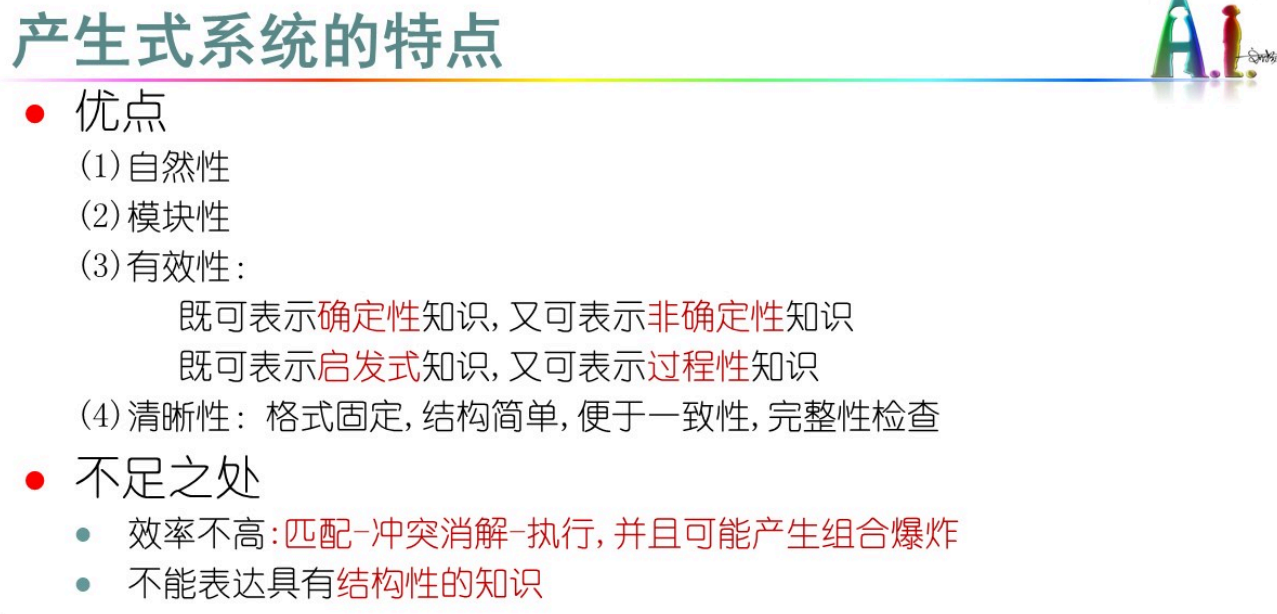 产生式系统的特点
A.I.
优点
(1)自然性
(2)模块性
(3)有效性:
既可表示确定性知识,又可表示非确定性知识
既可表示启发式知识,又可表示过程性知识
(4)清晰性: 格式固定,结构简单,便于一致性,完整性检查
不足之处
效率不高:匹配-冲突消解-执行,并且可能产生组合爆炸
不能表达具有结构性的知识